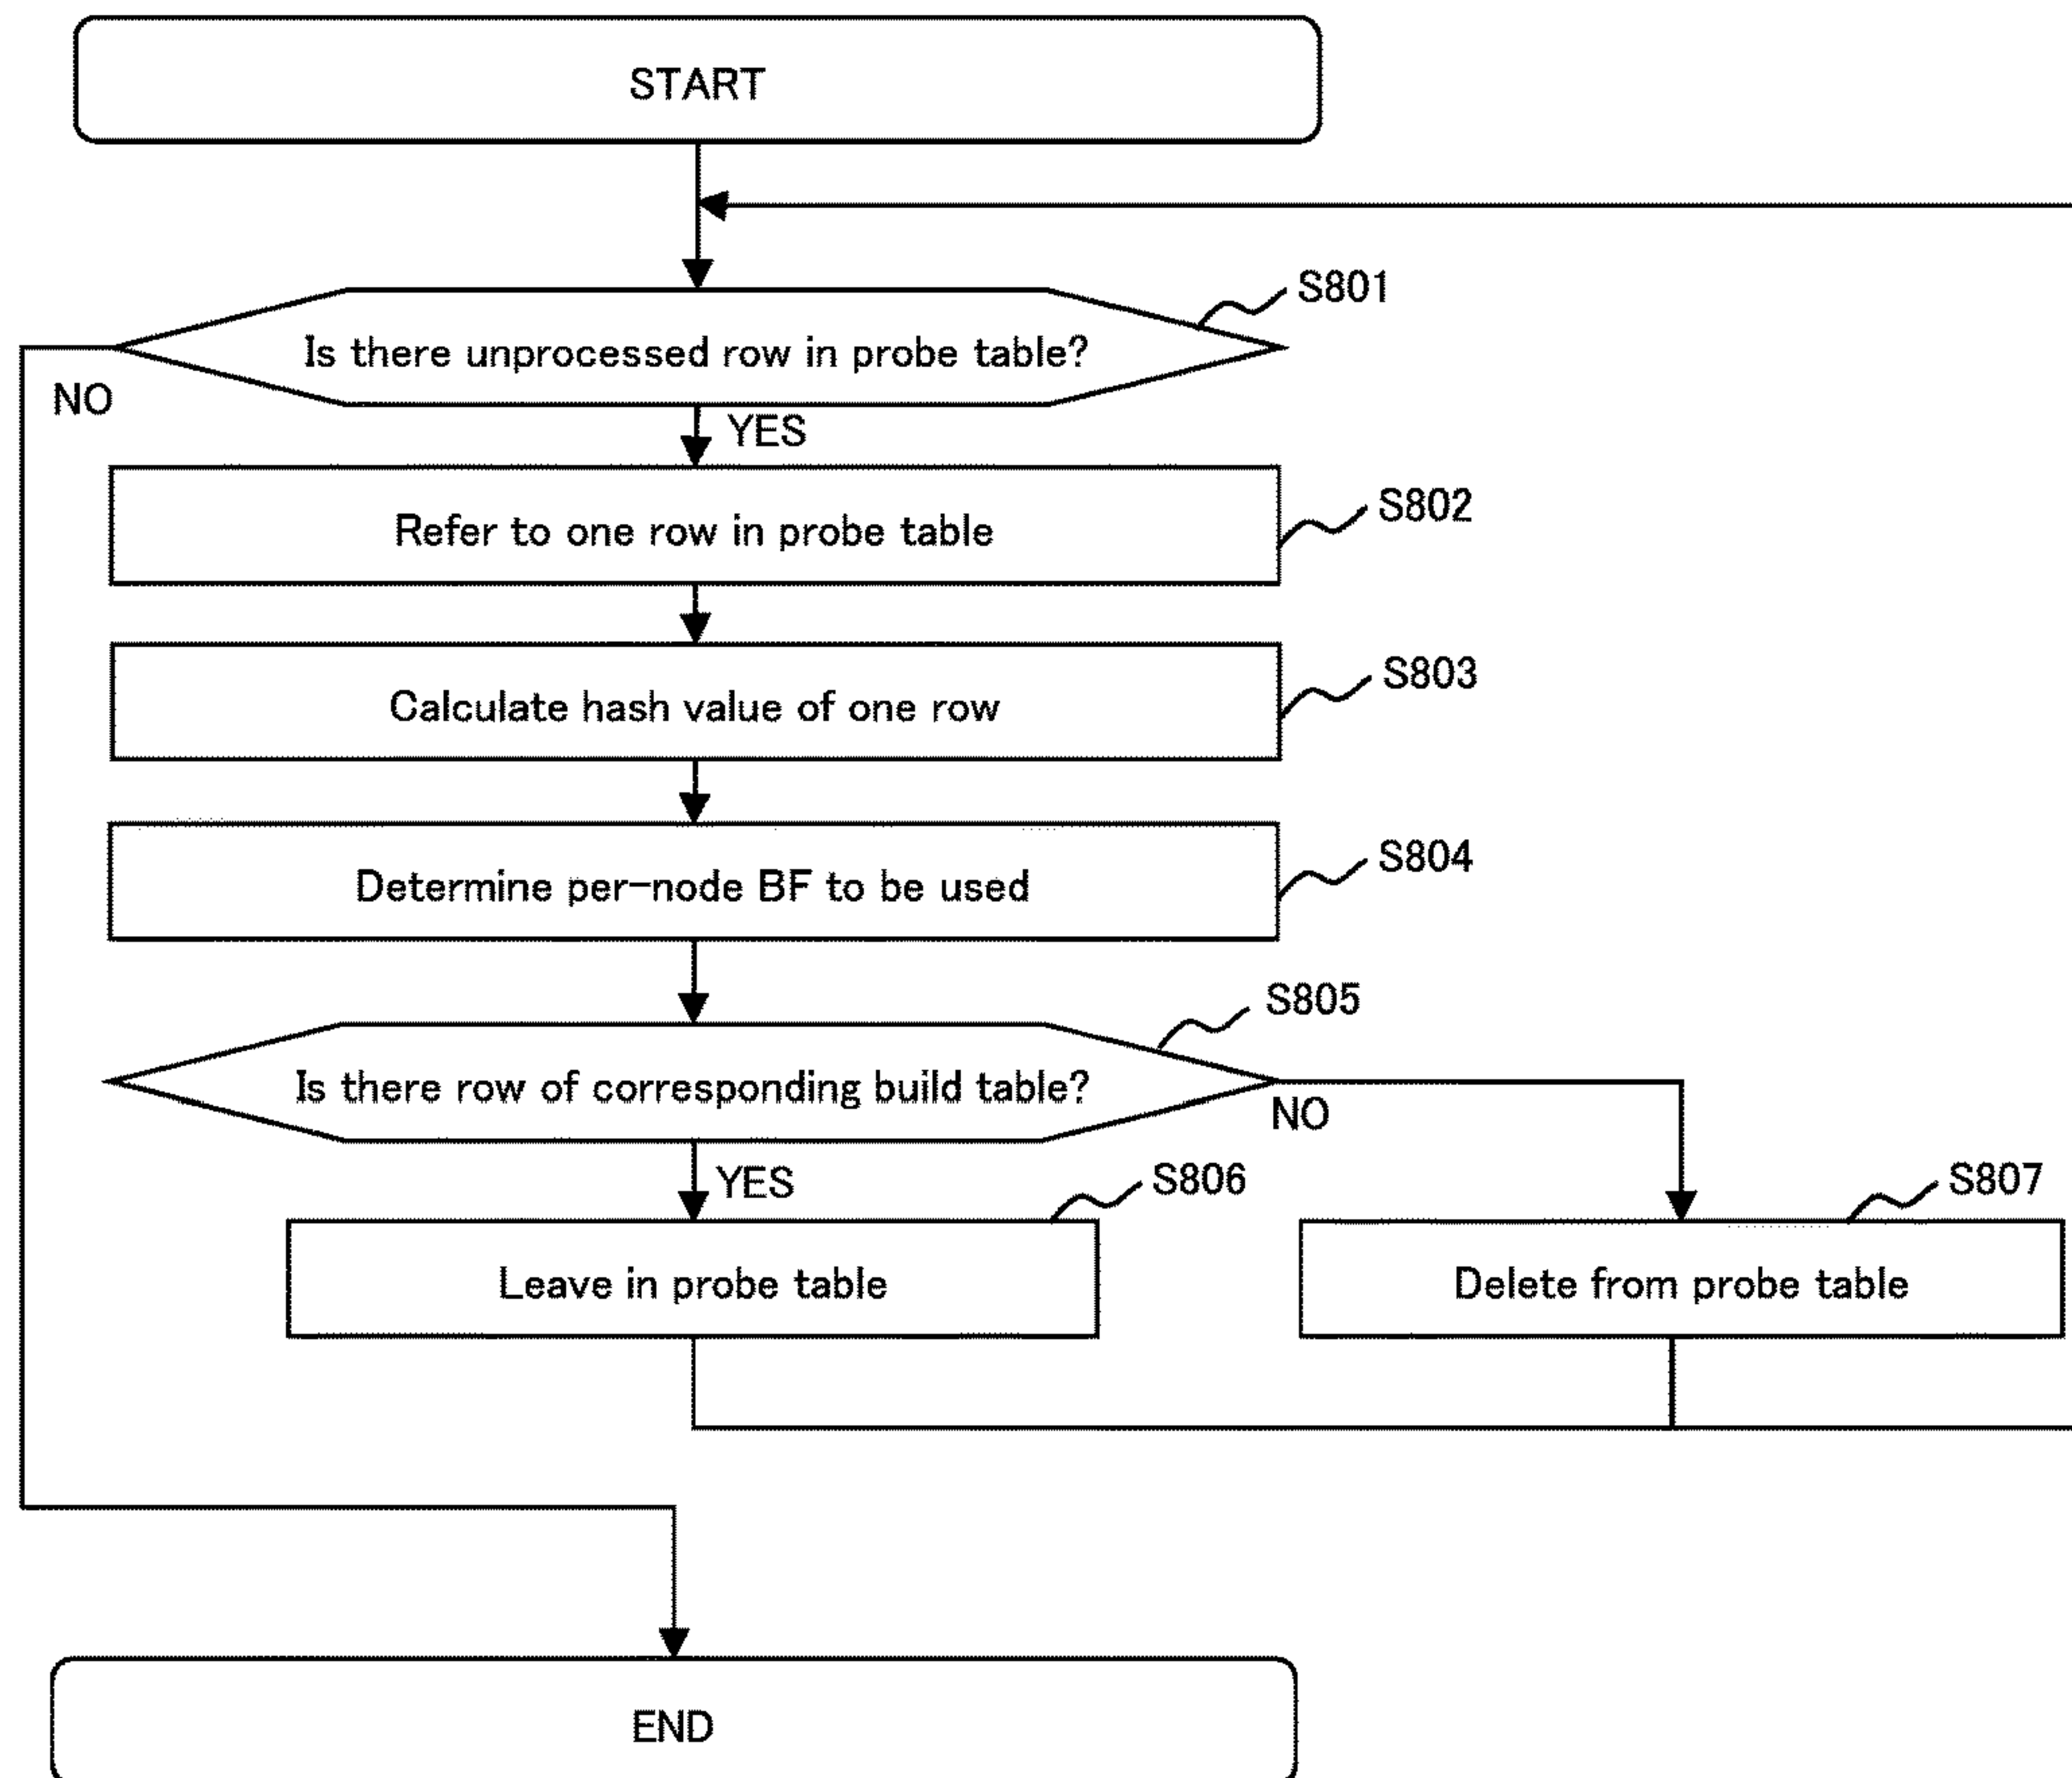 START
S801
Is there unprocessed row in probe table?
NO
YES
Refer to one row in probe table
S802
Calculate hash value of one row
S803
Determine per-node BF to be used
S804
S805
Is there row of corresponding build table?
NO
YES
S806
S807
Leave in probe table
Delete from probe table
END